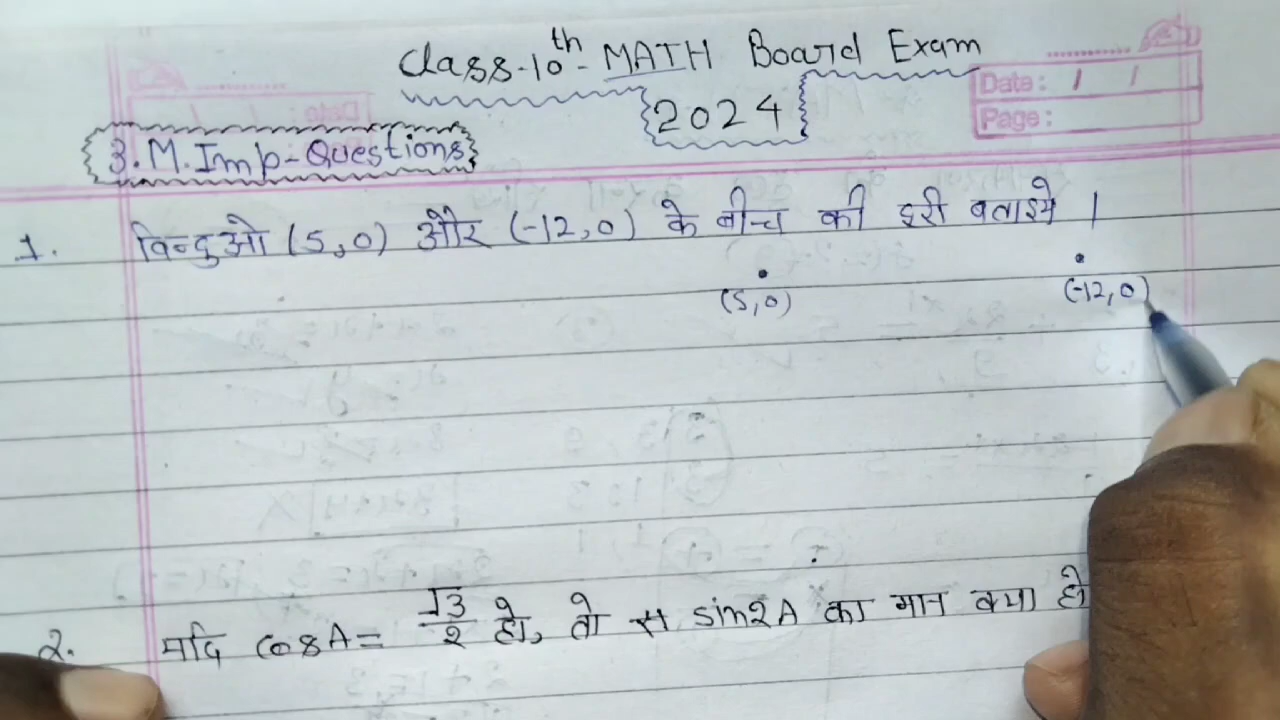 Class-10th-MATH Board Exam
2024
Date: / /
Page:
3.M.Imp-Questions
1. विन्दुओ (5,0) और (-12,0) के बीच की दूरी बताइये ।
(5,0) (-12,0)
2. यदि cosA = √3/2 हो, तो sin2A का मान क्या हो